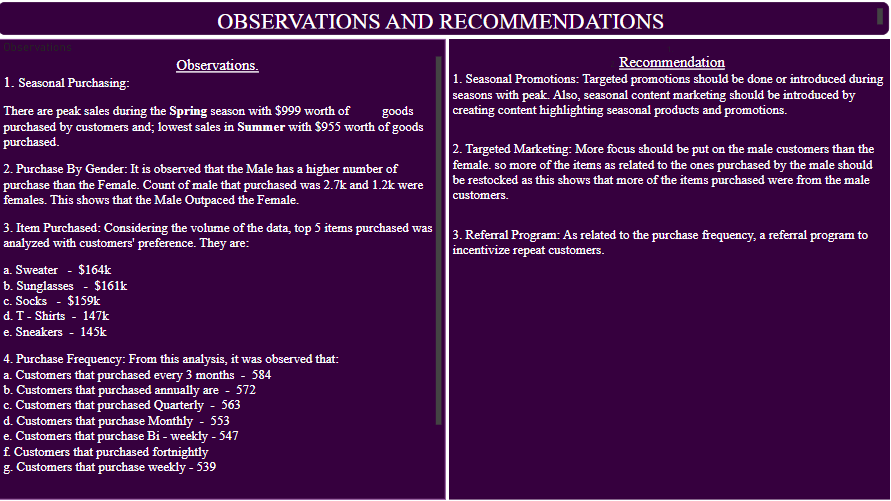 OBSERVATIONS AND RECOMMENDATIONS
Observations
Observations.
1. Seasonal Purchasing:
There are peak sales during the Spring season with $999 worth of goods
purchased by customers and; lowest sales in Summer with $955 worth of goods
purchased.
2. Purchase By Gender: It is observed that the Male has a higher number of
purchase than the Female. Count of male that purchased was 2.7k and 1.2k were
females. This shows that the Male Outpaced the Female.
3. Item Purchased: Considering the volume of the data, top 5 items purchased was
analyzed with customers' preference. They are:
a. Sweater - $164k
b. Sunglasses - $161k
c. Socks - $159k
d. T - Shirts - 147k
e. Sneakers - 145k
4. Purchase Frequency: From this analysis, it was observed that:
a. Customers that purchased every 3 months - 584
b. Customers that purchased annually are - 572
c. Customers that purchased Quarterly - 563
d. Customers that purchase Monthly - 553
e. Customers that purchase Bi - weekly - 547
f. Customers that purchased fortnightly
g. Customers that purchase weekly - 539
Recommendation
1. Seasonal Promotions: Targeted promotions should be done or introduced during
seasons with peak. Also, seasonal content marketing should be introduced by
creating content highlighting seasonal products and promotions.
2. Targeted Marketing: More focus should be put on the male customers than the
female. so more of the items as related to the ones purchased by the male should
be restocked as this shows that more of the items purchased were from the male
customers.
3. Referral Program: As related to the purchase frequency, a referral program to
incentivize repeat customers.